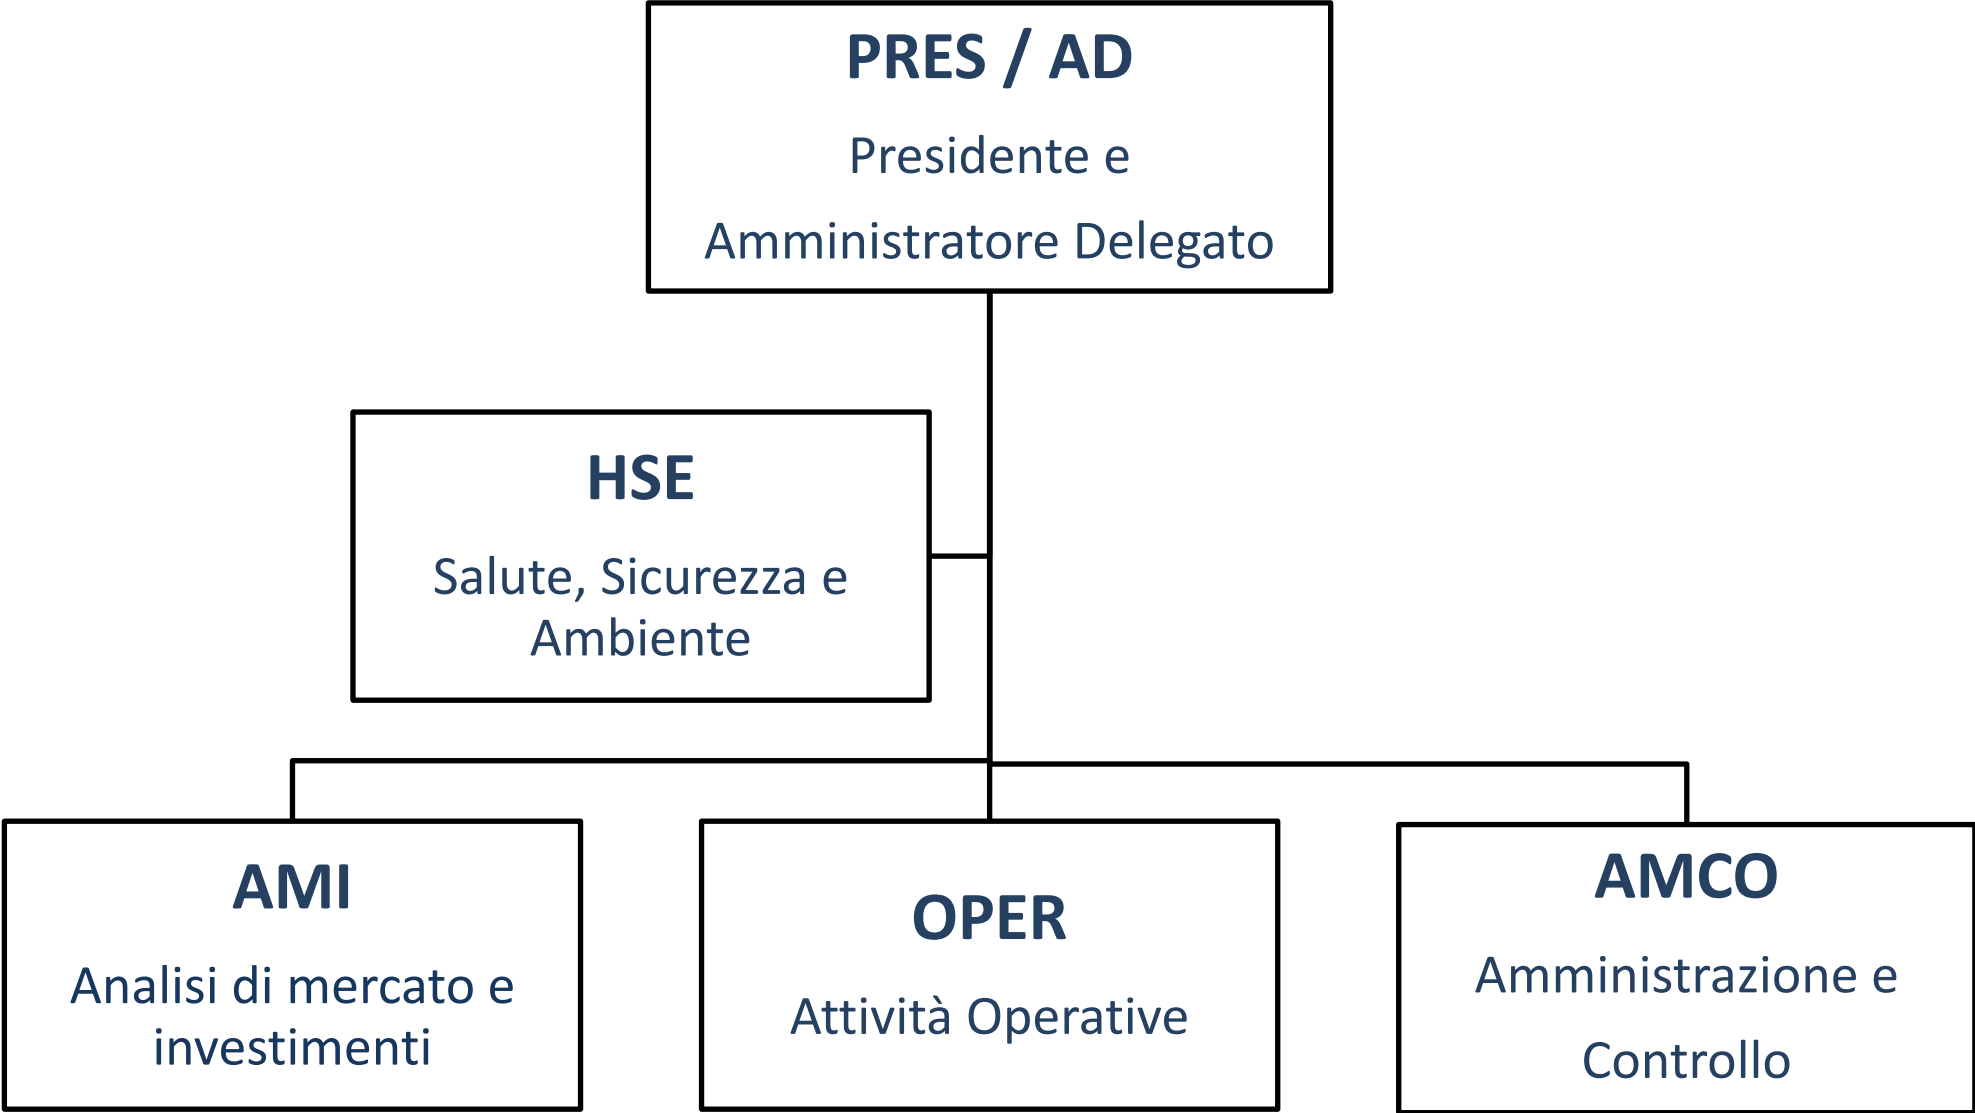 PRES / AD
Presidente e
Amministratore Delegato
HSE
Salute, Sicurezza e
Ambiente
AMI
Analisi di mercato e
investimenti
OPER
Attività Operative
AMCO
Amministrazione e
Controllo